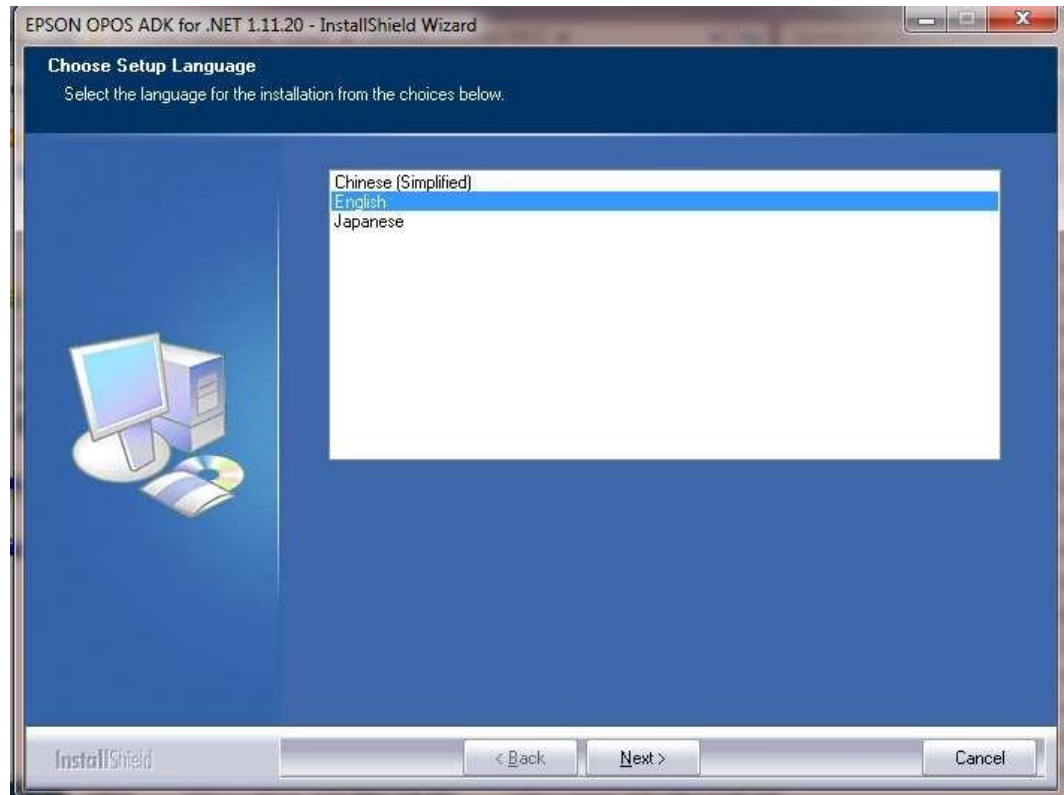 EPSON OPOS ADK for .NET 1.11.20 - InstallShield Wizard
X
Choose Setup Language
Select the language for the installation from the choices below.
Chinese (Simplified)
English
Japanese
InstallShield
< Back
Next >
Cancel